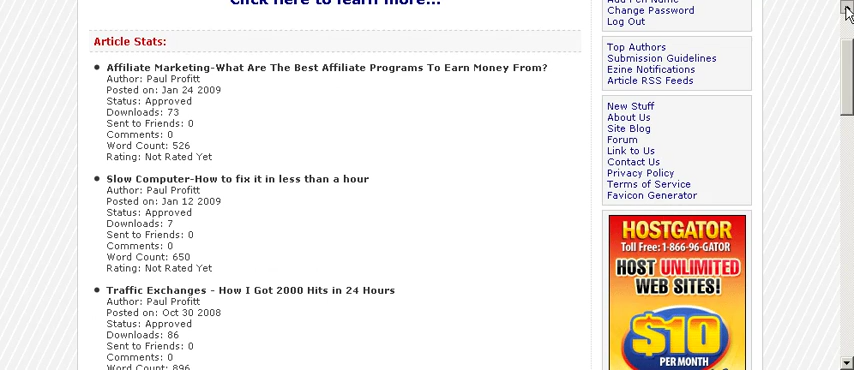 Click here to learn more...
Article Stats:
Affiliate Marketing-What Are The Best Affiliate Programs To Earn Money From?
Author: Paul Profitt
Posted on: Jan 24 2009
Status: Approved
Downloads: 73
Sent to Friends: 0
Comments: 0
Word Count: 526
Rating: Not Rated Yet
Slow Computer-How to fix it in less than a hour
Author: Paul Profitt
Posted on: Jan 12 2009
Status: Approved
Downloads: 7
Sent to Friends: 0
Comments: 0
Word Count: 650
Rating: Not Rated Yet
Traffic Exchanges - How I Got 2000 Hits in 24 Hours
Author: Paul Profitt
Posted on: Oct 30 2008
Status: Approved
Downloads: 86
Sent to Friends: 0
Comments: 0
Word Count: 896
Add Pen Name
Change Password
Log Out
Top Authors
Submission Guidelines
Ezine Notifications
Article RSS Feeds
New Stuff
About Us
Site Blog
Forum
Link to Us
Contact Us
Privacy Policy
Terms of Service
Favicon Generator
HOSTGATOR
Toll Free: 1-866-96-GATOR
HOST UNLIMITED
WEB SITES!
$10
PER MONTH